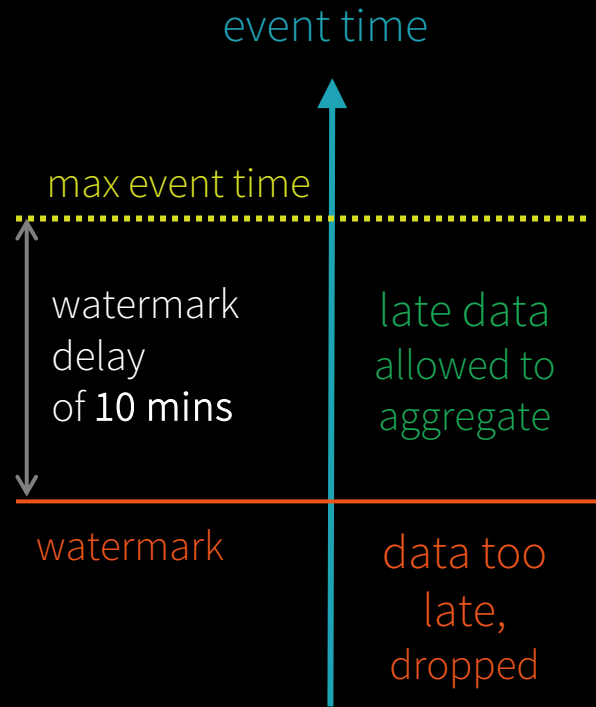 event time
max event time
watermark
delay
of 10 mins
late data
allowed to
aggregate
watermark
data too
late,
dropped